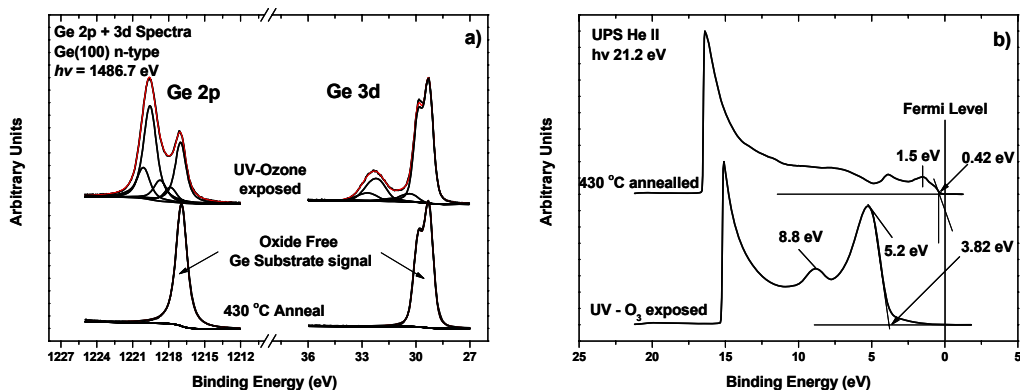 Ge 2p + 3d Spectra
Ge(100) n-type
hν = 1486.7 eV
a)
Ge 2p
Ge 3d
UV-Ozone
exposed
Oxide Free
Ge Substrate signal
430 °C Anneal
Arbitrary Units
1227 1224 1221 1218 1215 1212 36 33 30 27
Binding Energy (eV)
UPS He II
hv 21.2 eV
b)
Fermi Level
1.5 eV
0.42 eV
430 °C annealled
8.8 eV
5.2 eV
3.82 eV
UV - O3 exposed
Arbitrary Units
25 20 15 10 5 0 5
Binding Energy (eV)